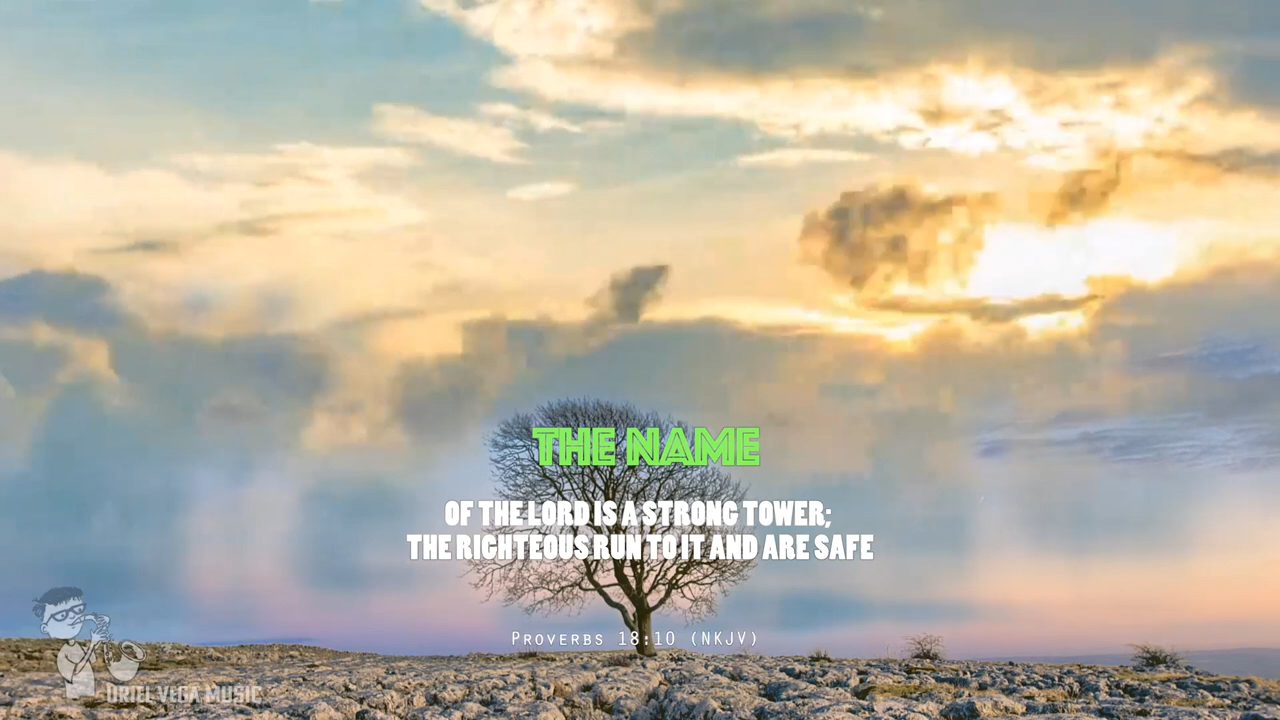 THE NAME
OF THE LORD IS A STRONG TOWER;
THE RIGHTEOUS RUN TO IT AND ARE SAFE
Proverbs 18:10 (NKJV)
ORIEL VEGA MUSIC